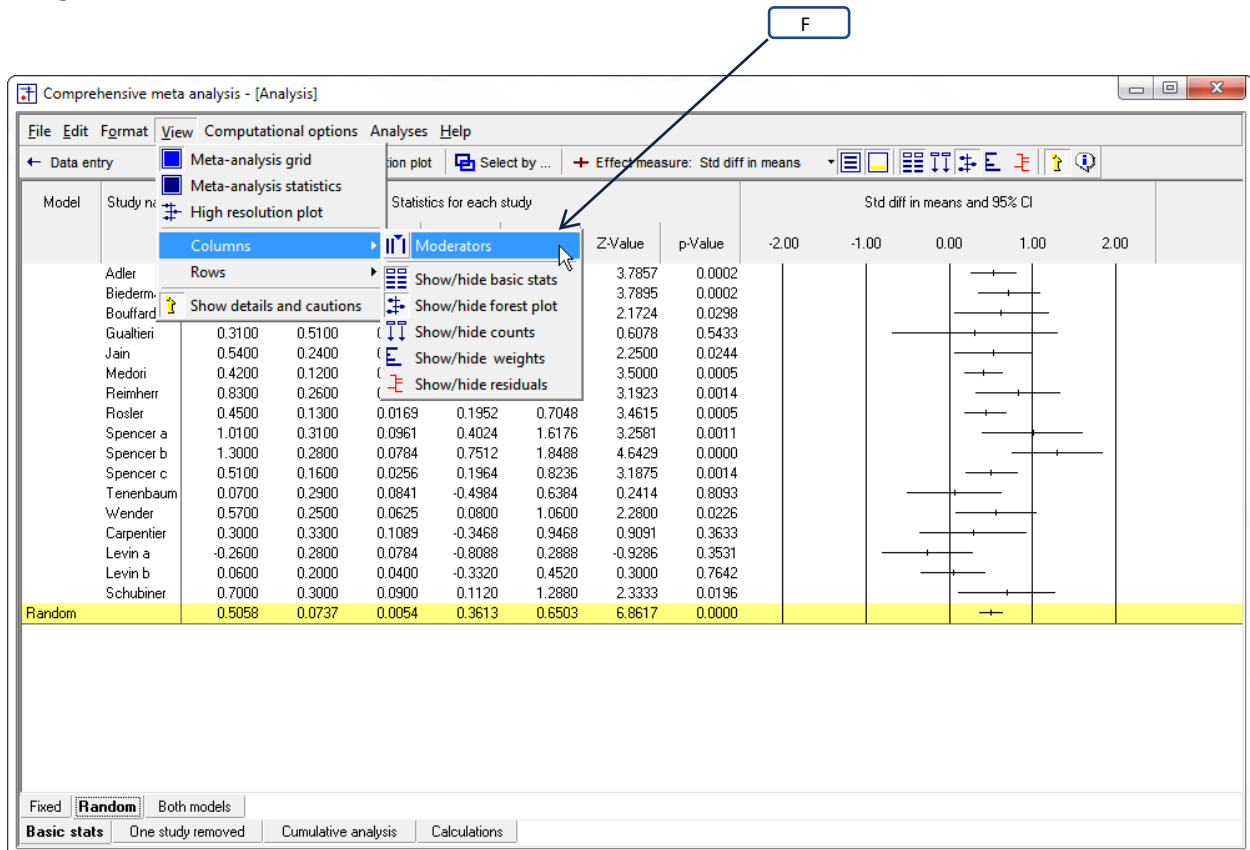 F
Comprehensive meta analysis - [Analysis]
File Edit Format View Computational options Analyses Help
← Data entry tion plot Select by ... + Effect measure: Std diff in means
Meta-analysis grid
Meta-analysis statistics
High resolution plot
Columns
Rows
Show details and cautions
Moderators
Show/hide basic stats
Show/hide forest plot
Show/hide counts
Show/hide weights
Show/hide residuals
Model Study na Statistics for each study Std diff in means and 95% CI
Z-Value p-Value -2.00 -1.00 0.00 1.00 2.00
Adler 3.7857 0.0002
Biederm 3.7895 0.0002
Bouffard 2.1724 0.0298
Gualtieri 0.3100 0.5100 0.6078 0.5433
Jain 0.5400 0.2400 2.2500 0.0244
Medori 0.4200 0.1200 3.5000 0.0005
Reimherr 0.8300 0.2600 3.1923 0.0014
Rosler 0.4500 0.1300 0.0169 0.1952 0.7048 3.4615 0.0005
Spencer a 1.0100 0.3100 0.0961 0.4024 1.6176 3.2581 0.0011
Spencer b 1.3000 0.2800 0.0784 0.7512 1.8488 4.6429 0.0000
Spencer c 0.5100 0.1600 0.0256 0.1964 0.8236 3.1875 0.0014
Tenenbaum 0.0700 0.2900 0.0841 -0.4984 0.6384 0.2414 0.8093
Wender 0.5700 0.2500 0.0625 0.0800 1.0600 2.2800 0.0226
Carpentier 0.3000 0.3300 0.1089 -0.3468 0.9468 0.9091 0.3633
Levin a -0.2600 0.2800 0.0784 -0.8088 0.2888 -0.9286 0.3531
Levin b 0.0600 0.2000 0.0400 -0.3320 0.4520 0.3000 0.7642
Schubiner 0.7000 0.3000 0.0900 0.1120 1.2880 2.3333 0.0196
Random 0.5058 0.0737 0.0054 0.3613 0.6503 6.8617 0.0000
Fixed Random Both models
Basic stats One study removed Cumulative analysis Calculations